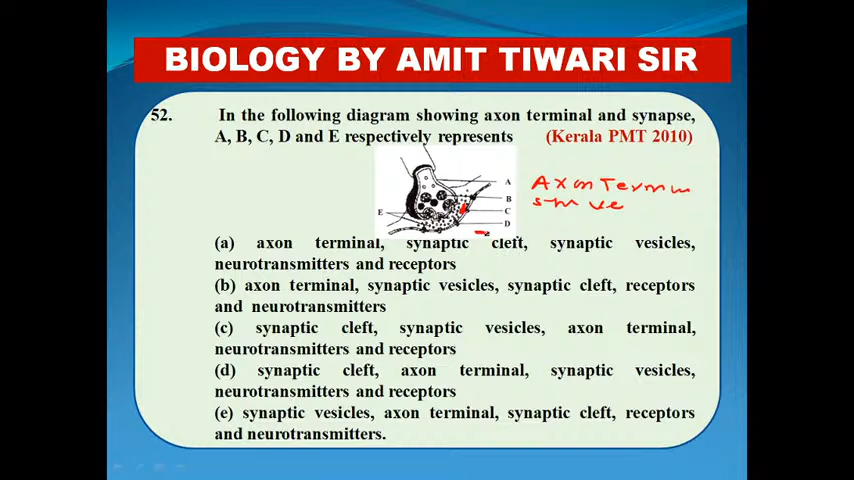 BIOLOGY BY AMIT TIWARI SIR
52. In the following diagram showing axon terminal and synapse,
A, B, C, D and E respectively represents (Kerala PMT 2010)
A
B
C
D
E
Axon
(a) axon terminal, synaptic cleft, synaptic vesicles,
neurotransmitters and receptors
(b) axon terminal, synaptic vesicles, synaptic cleft, receptors
and neurotransmitters
(c) synaptic cleft, synaptic vesicles, axon terminal,
neurotransmitters and receptors
(d) synaptic cleft, axon terminal, synaptic vesicles,
neurotransmitters and receptors
(e) synaptic vesicles, axon terminal, synaptic cleft, receptors
and neurotransmitters.